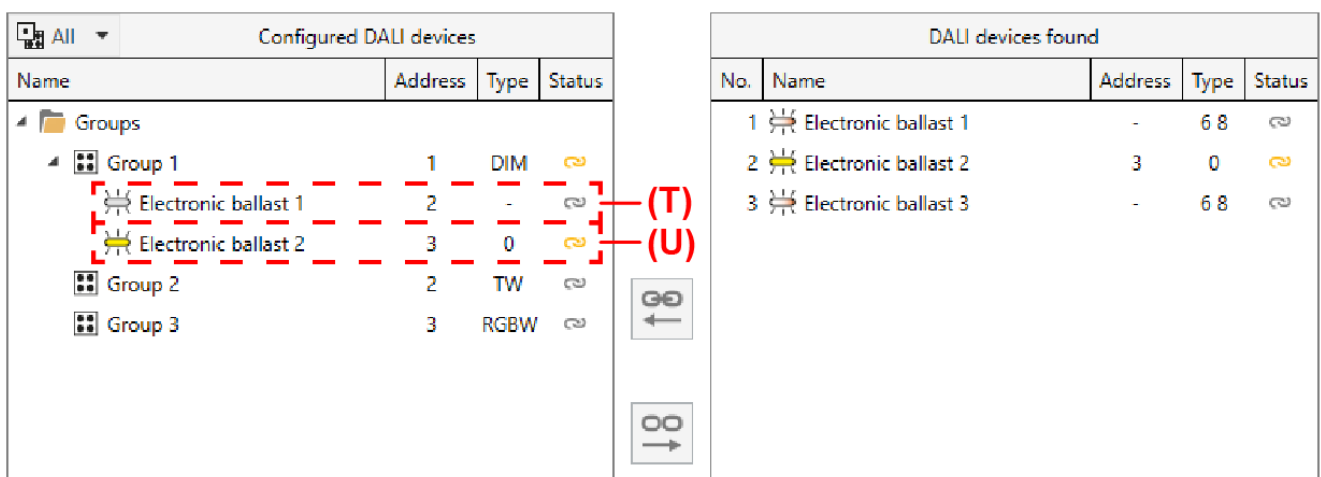 All Configured DALI devices DALI devices found
Name Address Type Status No. Name Address Type Status
Groups 1 Electronic ballast 1 - 6 8
Group 1 1 DIM 2 Electronic ballast 2 3 0
Electronic ballast 1 2 - (T) 3 Electronic ballast 3 - 6 8
Electronic ballast 2 3 0 (U)
Group 2 2 TW
Group 3 3 RGBW